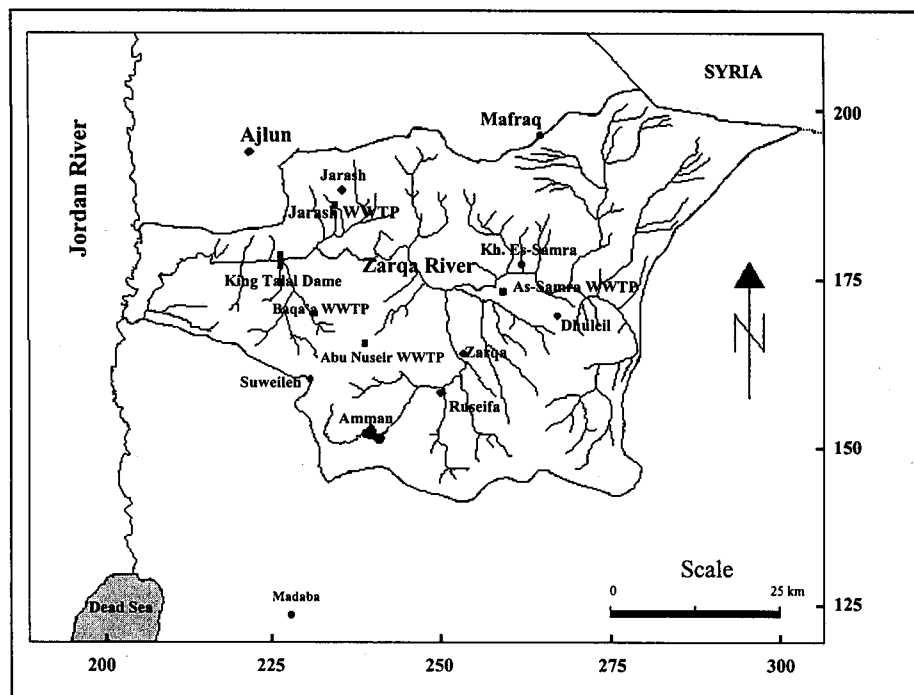 SYRIA
Jordan River
200
Mafraq
Ajlun
Jarash
Jarash WWTP
Kh. Es-Samra
Zarqa River
King Talal Dame
As-Samra WWTP
175
Baqa'a WWTP
Dhuleil
Abu Nuseir WWTP
Zarqa
Suweileh
Ruseifa
Amman
150
N
Scale
0
25 km
Dead Sea
Madaba
125
200
225
250
275
300